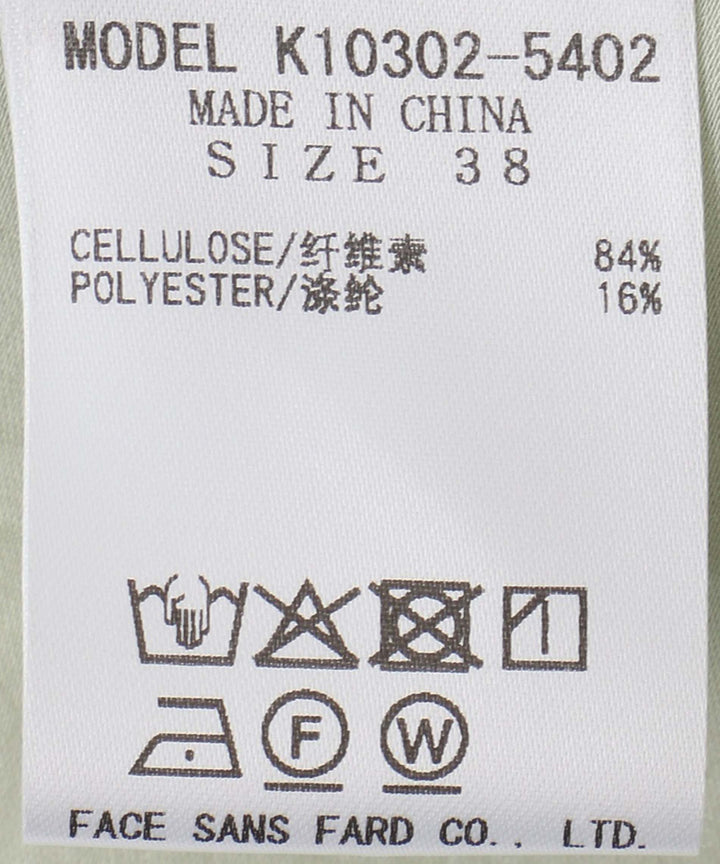 MODEL K10302-5402
MADE IN CHINA
SIZE 38
CELLULOSE/纤维素 84%
POLYESTER/涤纶 16%
F W
FACE SANS FARD CO., LTD.